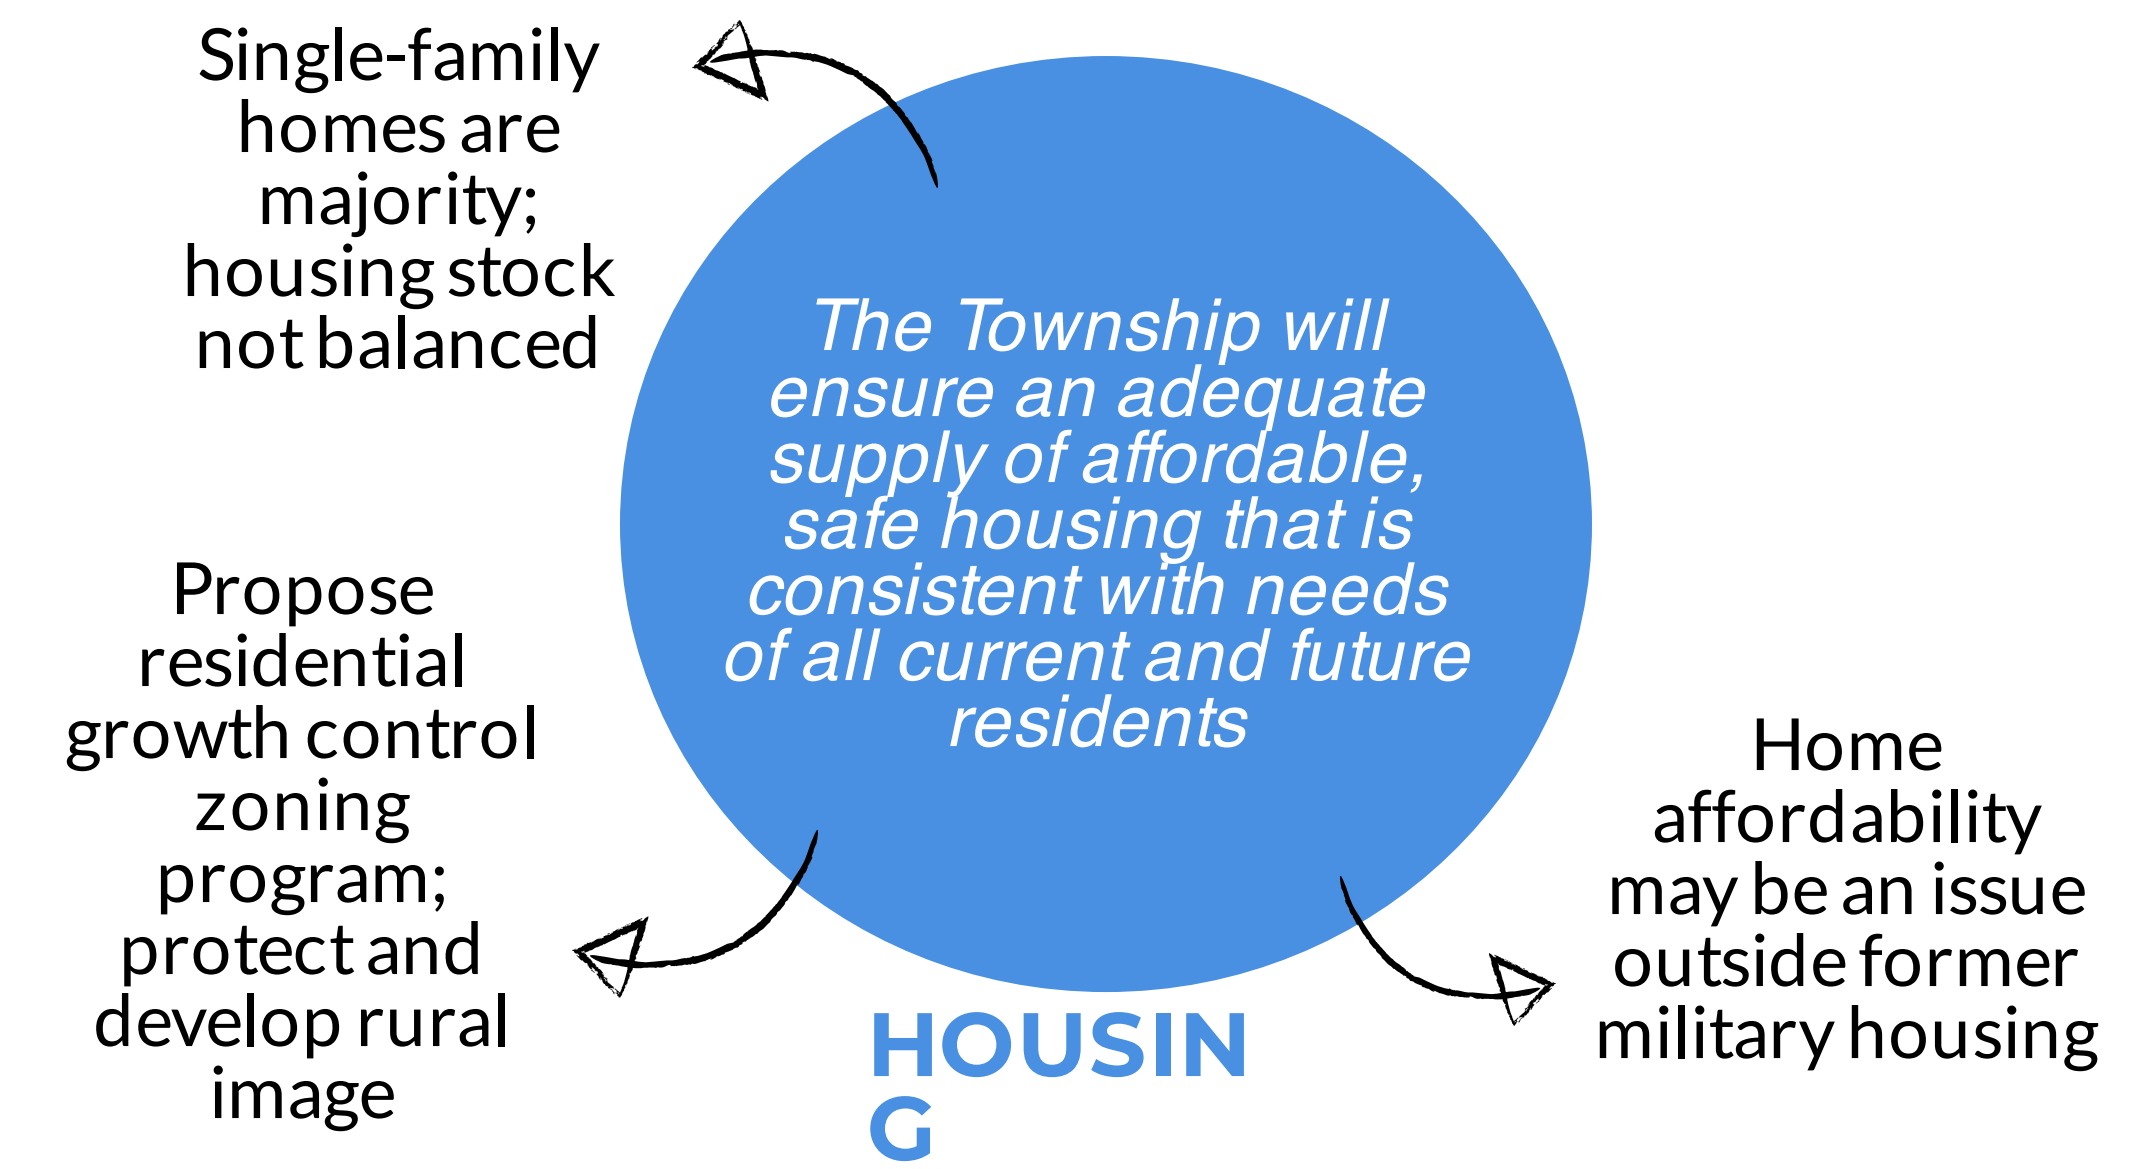 Single-family
homes are
majority;
housing stock
not balanced
The Township will
ensure an adequate
supply of affordable,
safe housing that is
consistent with needs
of all current and future
residents
Propose
residential
growth control
zoning
program;
protect and
develop rural
image
Home
affordability
may be an issue
outside former
military housing
HOUSIN
G